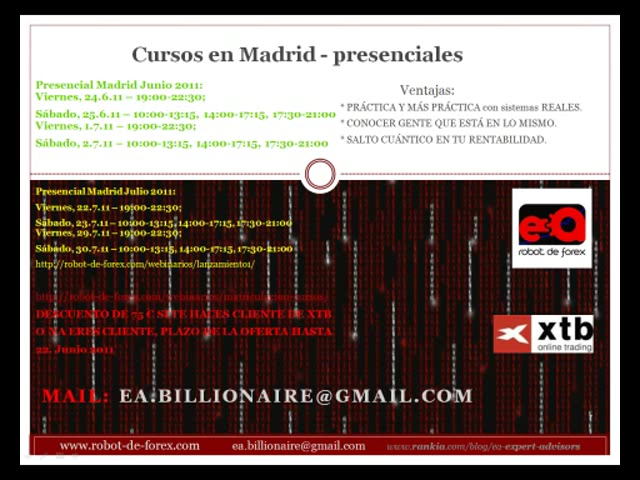 Cursos en Madrid - presenciales
Presencial Madrid Junio 2011:
Viernes, 24.6.11 – 19:00-22:30;
Sábado, 25.6.11 – 10:00-13:15, 14:00-17:15, 17:30-21:00
Viernes, 1.7.11 – 19:00-22:30;
Sábado, 2.7.11 – 10:00-13:15, 14:00-17:15, 17:30-21:00
Ventajas:
* PRÁCTICA Y MÁS PRÁCTICA con sistemas REALES.
* CONOCER GENTE QUE ESTÁ EN LO MISMO.
* SALTO CUÁNTICO EN TU RENTABILIDAD.
Presencial Madrid Julio 2011:
Viernes, 22.7.11 – 19:00-22:30;
Sábado, 23.7.11 – 10:00-13:15, 14:00-17:15, 17:30-21:00
Viernes, 29.7.11 – 19:00-22:30;
Sábado, 30.7.11 – 10:00-13:15, 14:00-17:15, 17:30-21:00
http://robot-de-forex.com/webinarios/lanzamiento1/
DESCUENTO DE 75 € SI TE HACES CLIENTE DE XTB
O YA ERES CLIENTE, PLAZO DE LA OFERTA HASTA
22. Junio 2011
eaQ
robot de forex
xtb
online trading
MAIL: EA.BILLIONAIRE@GMAIL.COM
www.robot-de-forex.com ea.billionaire@gmail.com www.rankia.com/blog/ea-expert-advisors